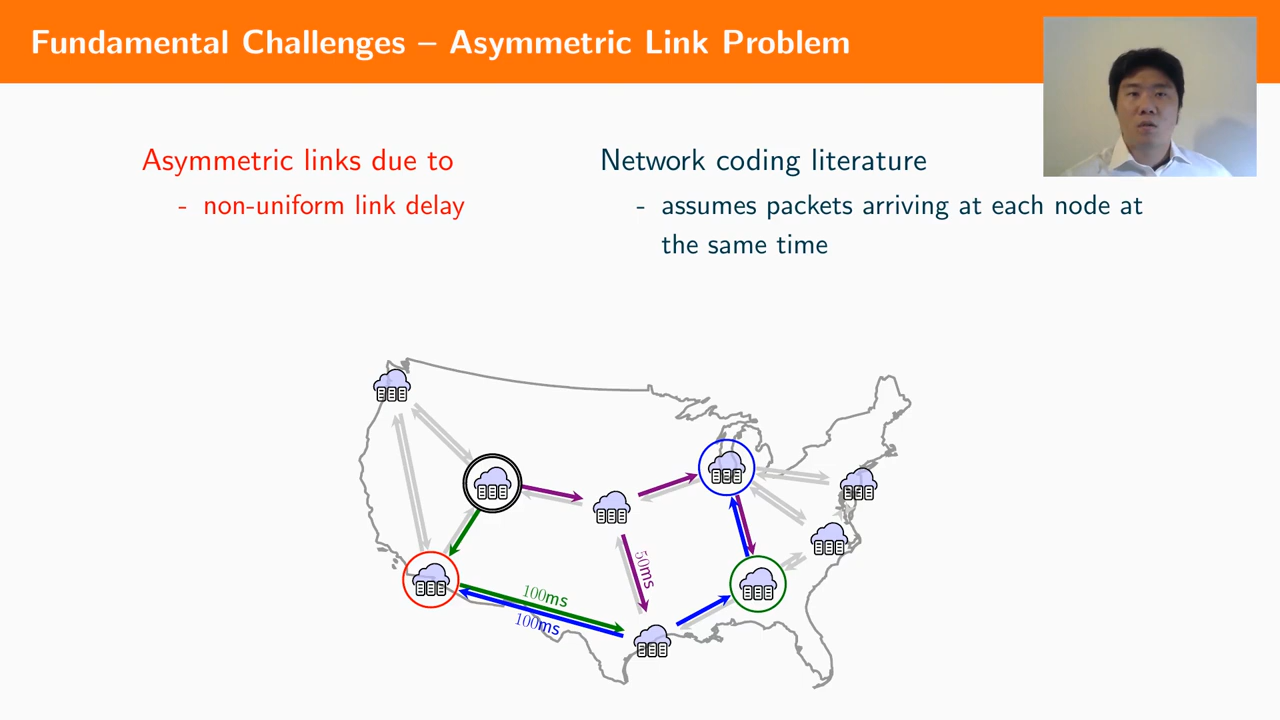 Fundamental Challenges – Asymmetric Link Problem
Asymmetric links due to
- non-uniform link delay
Network coding literature
- assumes packets arriving at each node at
the same time
50ms
100ms
100ms